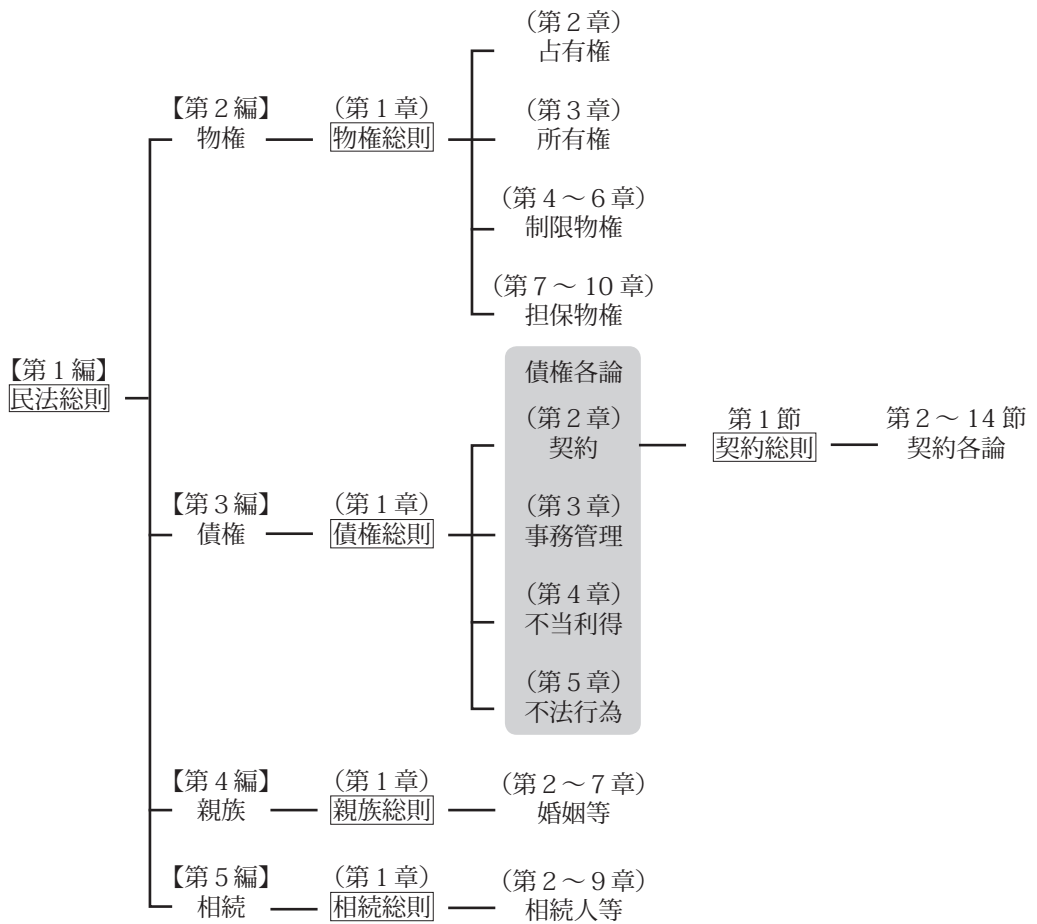 (第2章)
占有権
【第2編】
物権
(第1章)
物権総則
(第3章)
所有権
(第4~6章)
制限物権
(第7~10章)
担保物権
【第1編】
民法総則
債権各論
(第2章)
契約
第1節
契約総則
第2~14節
契約各論
【第3編】
債権
(第1章)
債権総則
(第3章)
事務管理
(第4章)
不当利得
(第5章)
不法行為
【第4編】
親族
(第1章)
親族総則
(第2~7章)
婚姻等
【第5編】
相続
(第1章)
相続総則
(第2~9章)
相続人等